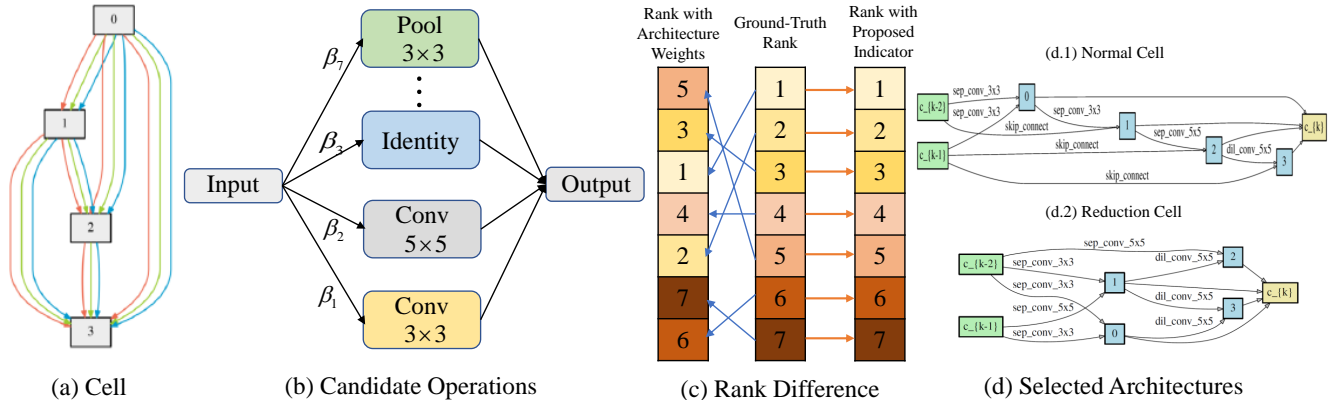 0
1
2
3
(a) Cell
Input
β7
β3
β2
β1
Pool
3×3
Identity
Conv
5×5
Conv
3×3
Output
(b) Candidate Operations
Rank with
Architecture
Weights
5
3
1
4
2
7
6
Ground-Truth
Rank
1
2
3
4
5
6
7
Rank with
Proposed
Indicator
1
2
3
4
5
6
7
(c) Rank Difference
(d.1) Normal Cell
c_{k-2}
c_{k-1}
sep_conv_3x3
sep_conv_3x3
0
sep_conv_3x3
skip_connect
1
sep_conv_5x5
skip_connect
2
dil_conv_5x5
3
skip_connect
c_{k}
(d.2) Reduction Cell
sep_conv_5x5
c_{k-2}
sep_conv_3x3
sep_conv_3x3
dil_conv_5x5
2
1
c_{k}
dil_conv_5x5
3
c_{k-1}
sep_conv_5x5
sep_conv_3x3
0
dil_conv_5x5
(d) Selected Architectures